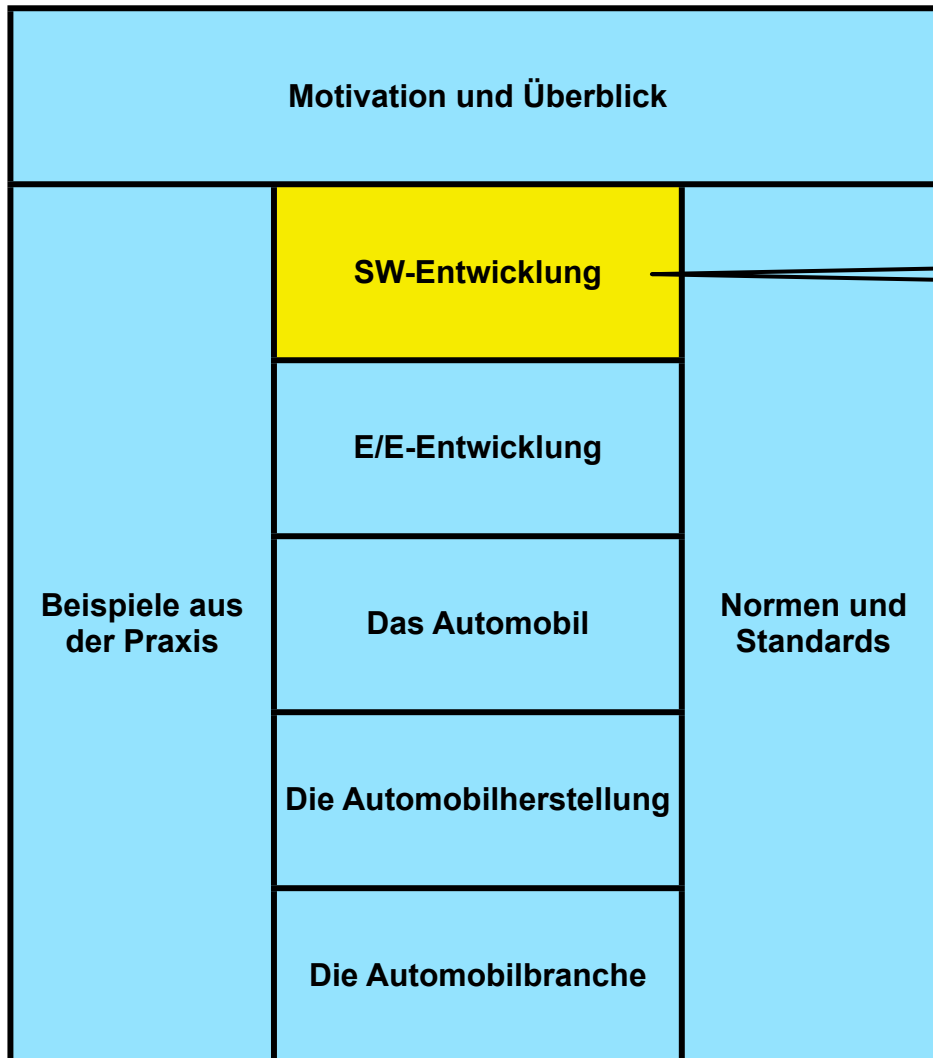 Motivation und Überblick
SW-Entwicklung
E/E-Entwicklung
Beispiele aus
der Praxis
Das Automobil
Normen und
Standards
Die Automobilherstellung
Die Automobilbranche